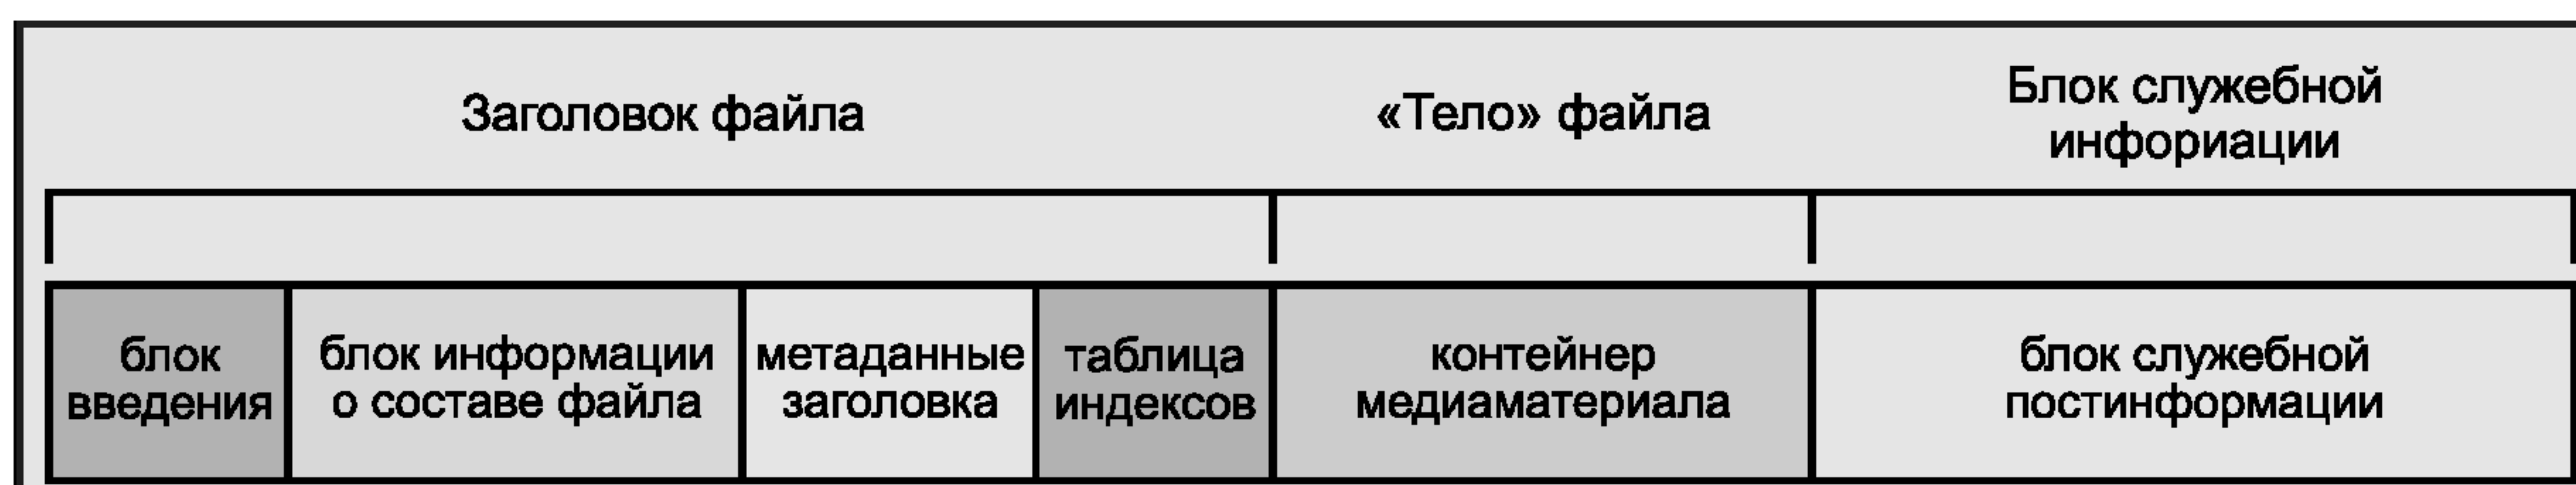 Заголовок файла
«Тело» файла
Блок служебной
инфориации
блок
введения
блок информации
о составе файла
метаданные
заголовка
таблица
индексов
контейнер
медиаматериала
блок служебной
постинформации